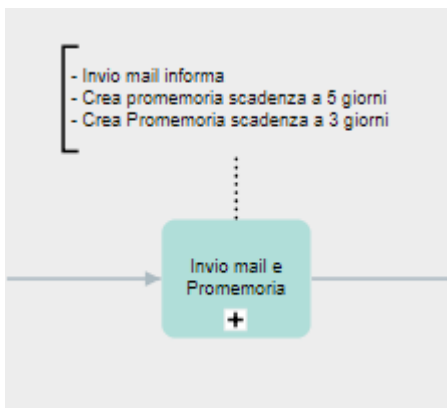 - Invio mail informa
- Crea promemoria scadenza a 5 giorni
- Crea Promemoria scadenza a 3 giorni
Invio mail e
Promemoria